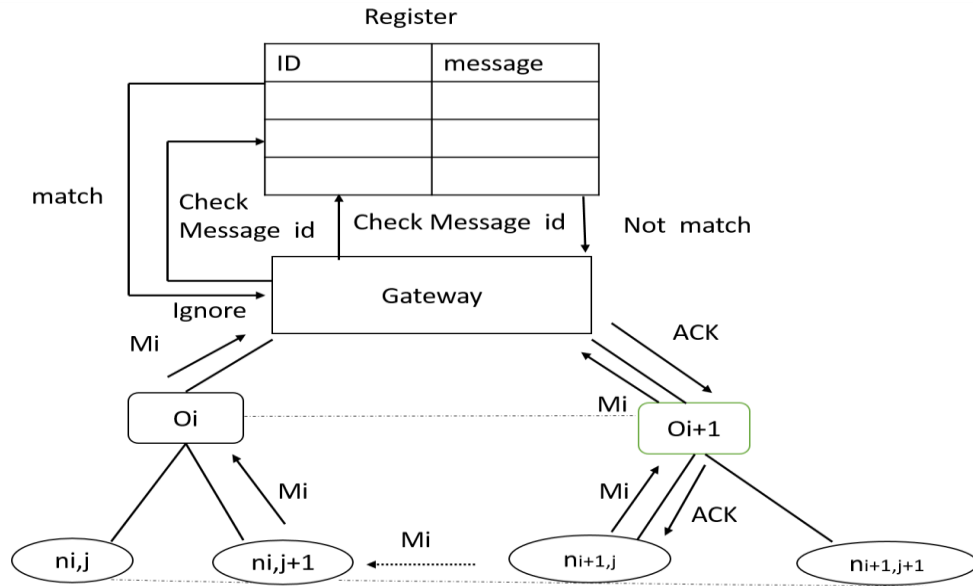 Register
ID
message
match
Check
Message id
Check Message id
Not match
Gateway
Ignore
Mi
ACK
Mi
Oi
Oi+1
Mi
Mi
ACK
Mi
ni,j
ni,j+1
ni+1,j
ni+1,j+1